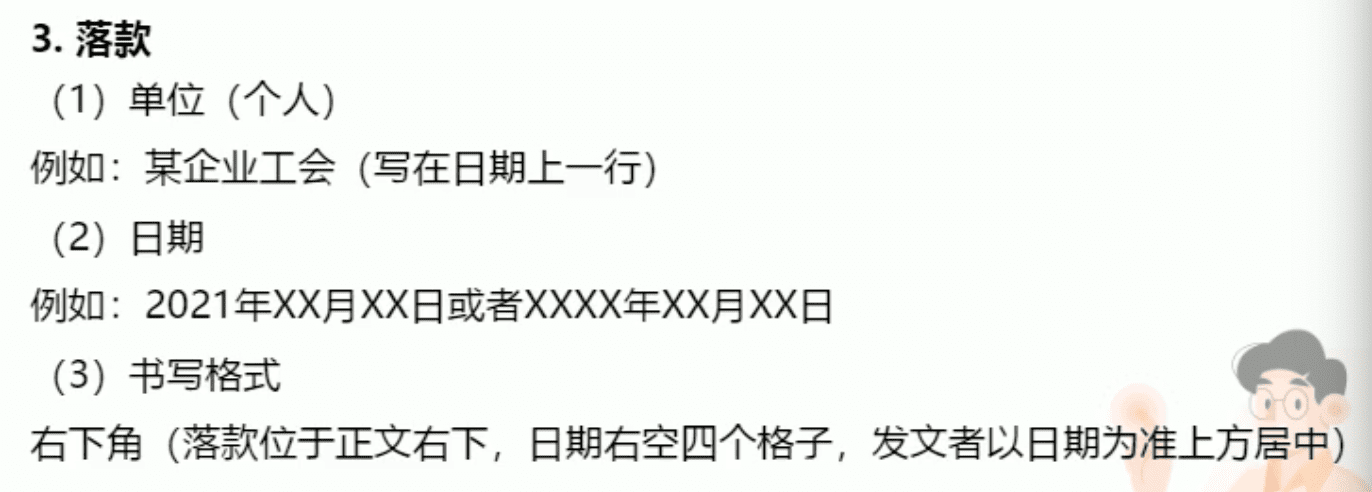 3. 落款
（1）单位（个人）
例如：某企业工会（写在日期上一行）
（2）日期
例如：2021年XX月XX日或者XXXX年XX月XX日
（3）书写格式
右下角（落款位于正文右下，日期右空四个格子，发文者以日期为准上方居中）